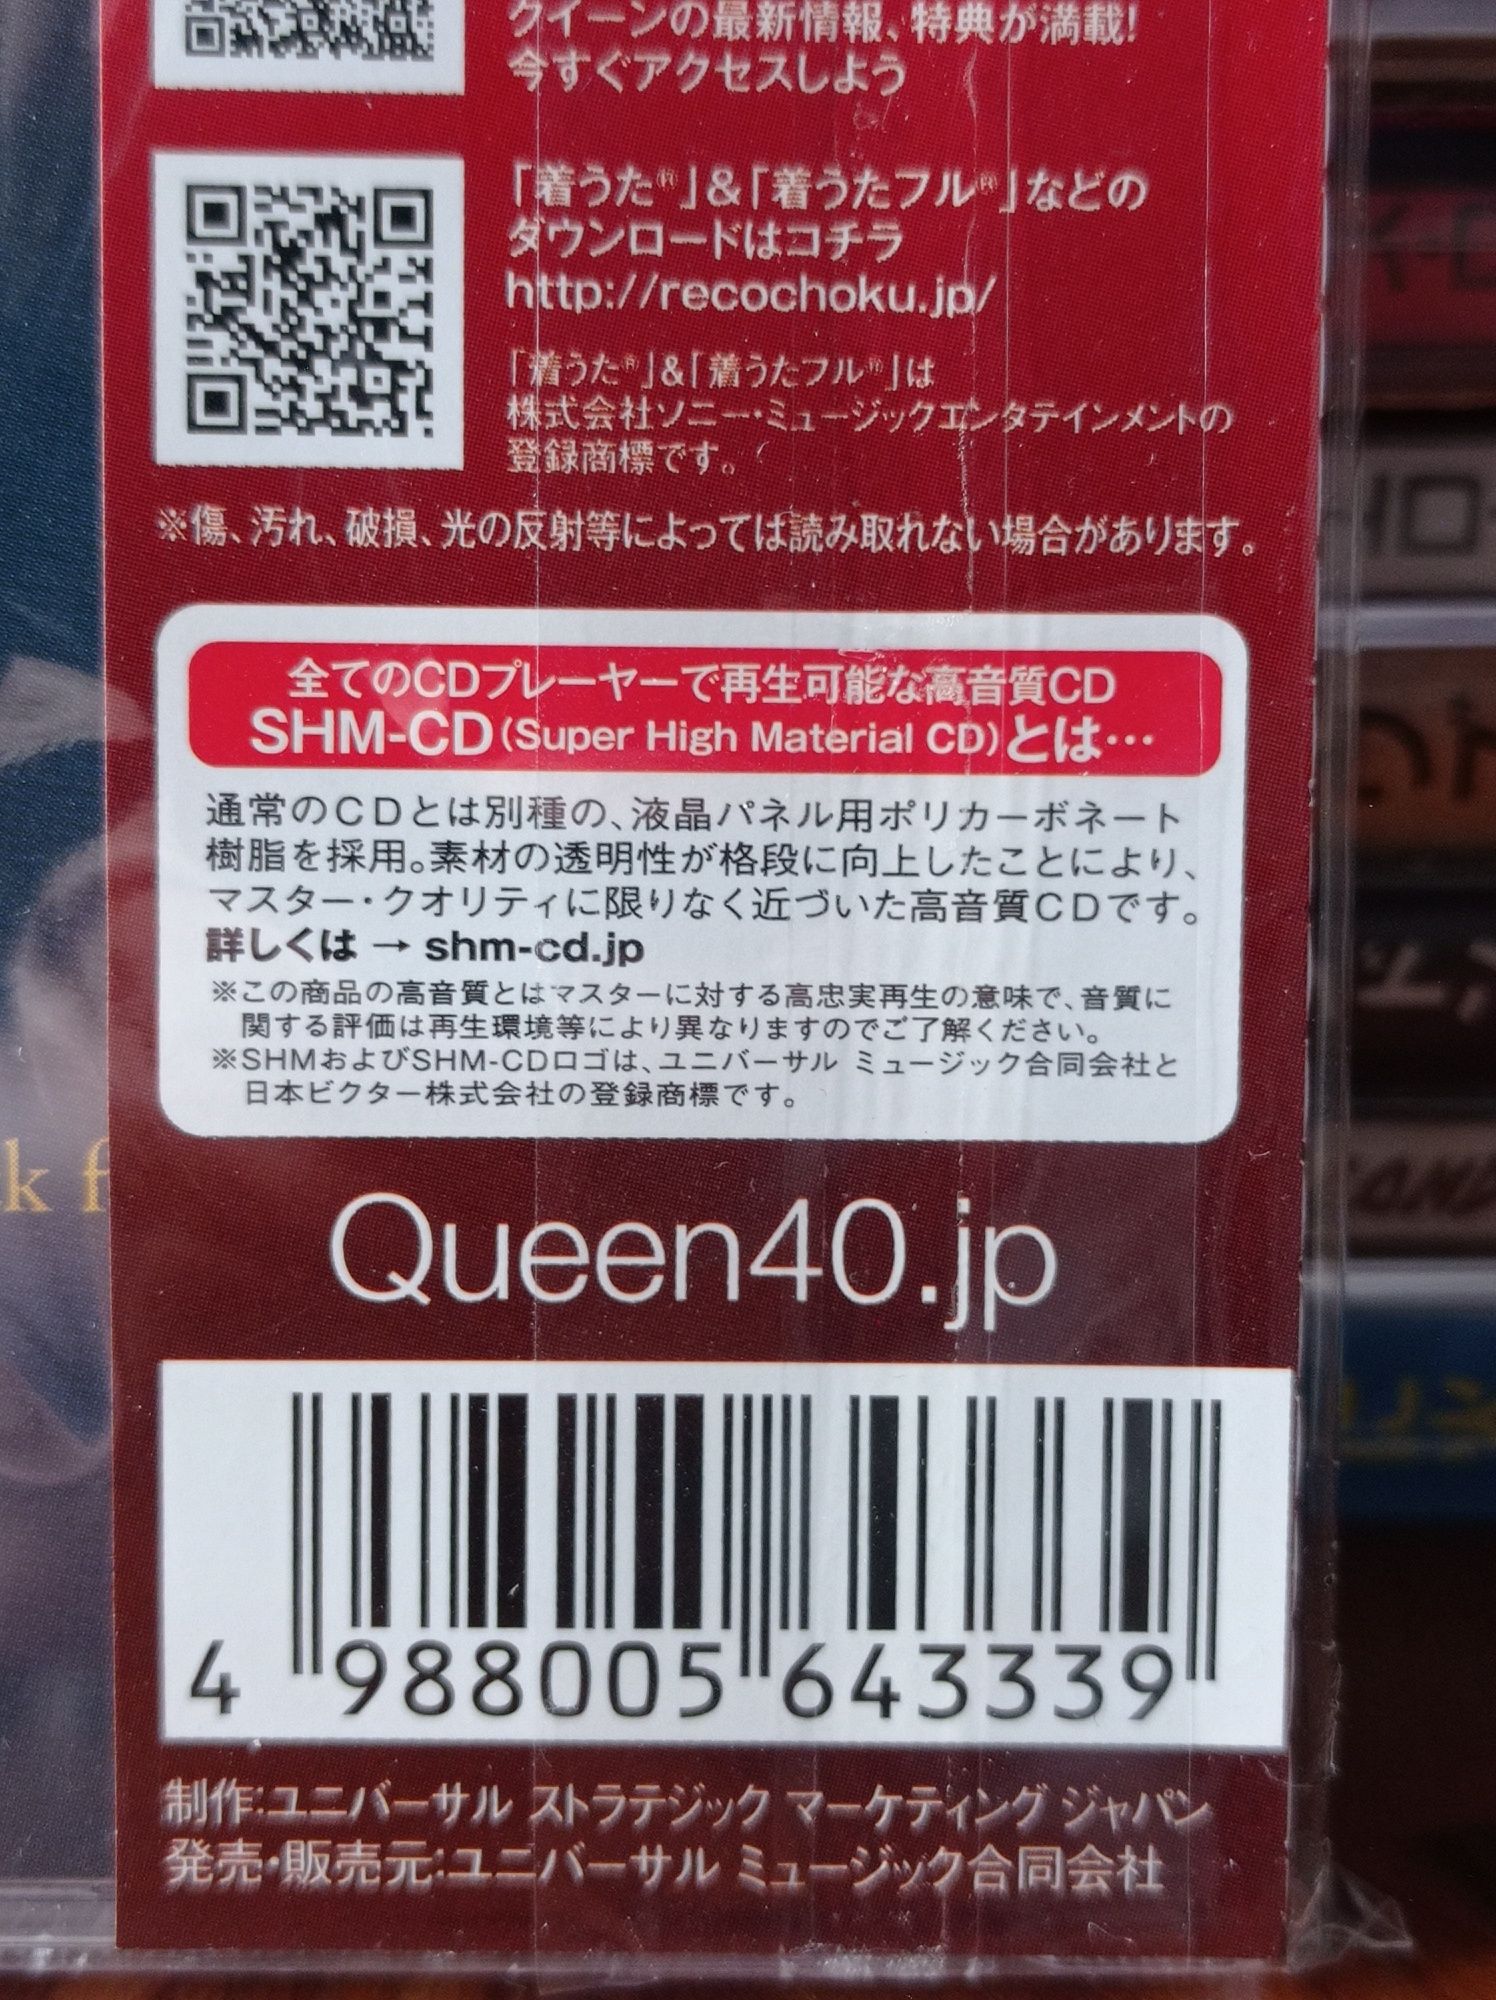 クイーンの最新情報、特典が満載!
今すぐアクセスしよう
「着うた®」&「着うたフル®」などの
ダウンロードはコチラ
http://recochoku.jp/
「着うた®」&「着うたフル®」は
株式会社ソニー・ミュージックエンタテインメントの
登録商標です。
※傷、汚れ、破損、光の反射等によっては読み取れない場合があります。
全てのCDプレーヤーで再生可能な高音質CD
SHM-CD(Super High Material CD)とは…
通常のCDとは別種の、液晶パネル用ポリカーボネート
樹脂を採用。素材の透明性が格段に向上したことにより、
マスター・クオリティに限りなく近づいた高音質CDです。
詳しくは → shm-cd.jp
※この商品の高音質とはマスターに対する高忠実再生の意味で、音質に
関する評価は再生環境等により異なりますのでご了解ください。
※SHMおよびSHM-CDロゴは、ユニバーサル ミュージック合同会社と
日本ビクター株式会社の登録商標です。
k f
Queen40.jp
4 988005 643339
制作:ユニバーサル ストラテジック マーケティング ジャパン
発売・販売元:ユニバーサル ミュージック合同会社